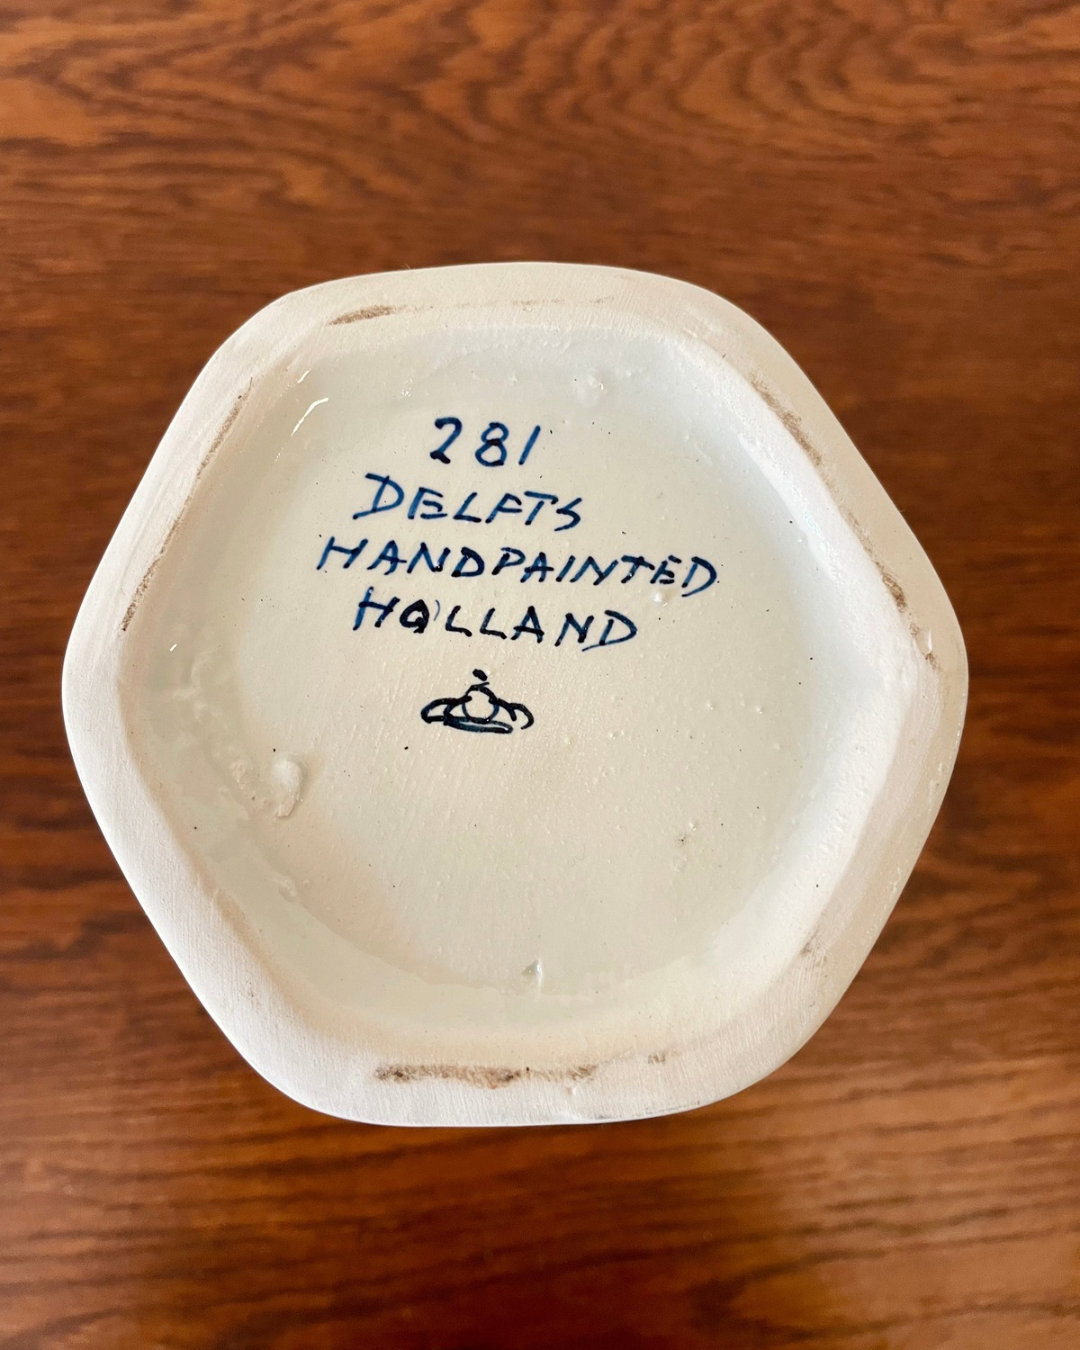 281
DELFTS
HANDPAINTED
HOLLAND